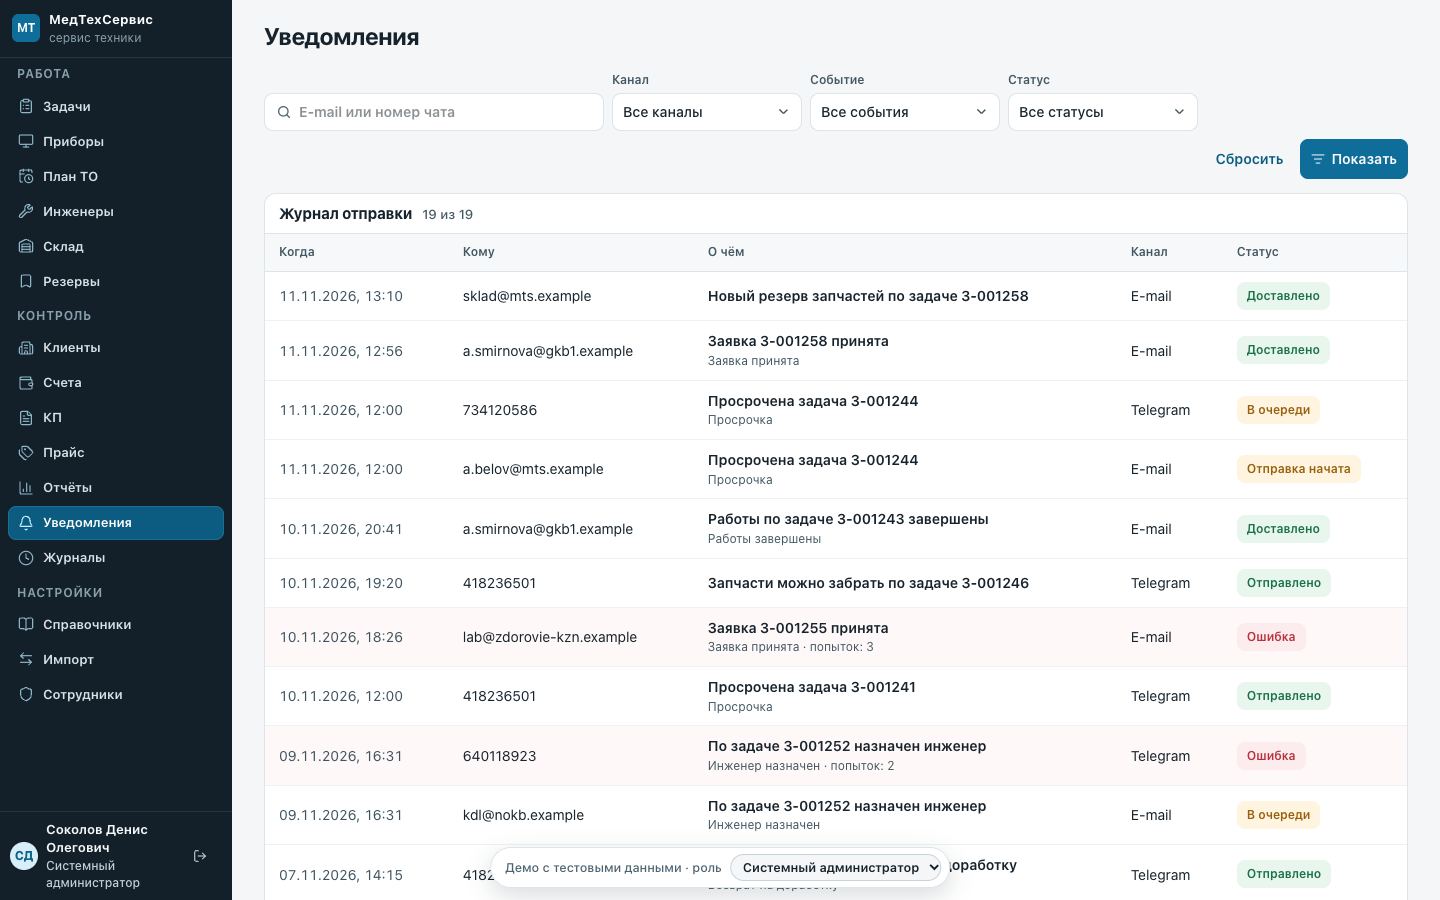 МТ
МедТехСервис
сервис техники
РАБОТА
Задачи
Приборы
План ТО
Инженеры
Склад
Резервы
КОНТРОЛЬ
Клиенты
Счета
КП
Прайс
Отчёты
Уведомления
Журналы
НАСТРОЙКИ
Справочники
Импорт
Сотрудники
СД
Соколов Денис
Олегович
Системный
администратор
Уведомления
Канал Событие Статус
E-mail или номер чата Все каналы Все события Все статусы
Сбросить Показать
Журнал отправки 19 из 19
Когда Кому О чём Канал Статус
11.11.2026, 13:10 sklad@mts.example Новый резерв запчастей по задаче З-001258 E-mail Доставлено
11.11.2026, 12:56 a.smirnova@gkb1.example Заявка З-001258 принята E-mail Доставлено
Заявка принята
11.11.2026, 12:00 734120586 Просрочена задача З-001244 Telegram В очереди
Просрочка
11.11.2026, 12:00 a.belov@mts.example Просрочена задача З-001244 E-mail Отправка начата
Просрочка
10.11.2026, 20:41 a.smirnova@gkb1.example Работы по задаче З-001243 завершены E-mail Доставлено
Работы завершены
10.11.2026, 19:20 418236501 Запчасти можно забрать по задаче З-001246 Telegram Отправлено
10.11.2026, 18:26 lab@zdorovie-kzn.example Заявка З-001255 принята E-mail Ошибка
Заявка принята · попыток: 3
10.11.2026, 12:00 418236501 Просрочена задача З-001241 Telegram Отправлено
Просрочка
09.11.2026, 16:31 640118923 По задаче З-001252 назначен инженер Telegram Ошибка
Инженер назначен · попыток: 2
09.11.2026, 16:31 kdl@nokb.example По задаче З-001252 назначен инженер E-mail В очереди
Инженер назначен
07.11.2026, 14:15 4182 доработку Telegram Отправлено
Демо с тестовыми данными · роль Системный администратор